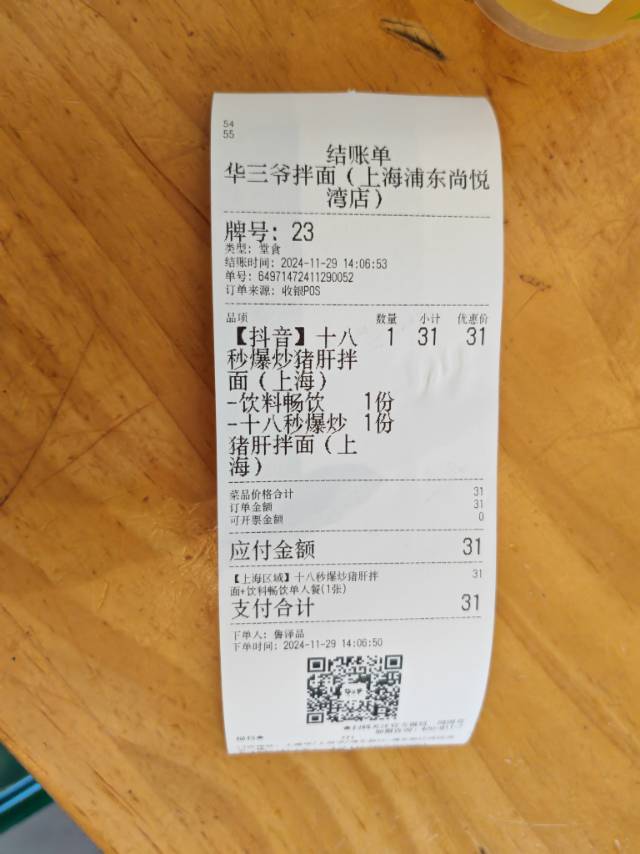 54
55
结账单
华三爷拌面（上海浦东尚悦
湾店）
牌号: 23
类型: 堂食
结账时间: 2024-11-29 14:06:53
单号: 64971472411290052
订单来源: 收银POS
品项 数量 小计 优惠价
【抖音】十八 1 31 31
秒爆炒猪肝拌
面（上海）
-饮料畅饮 1份
-十八秒爆炒 1份
猪肝拌面（上
海）
菜品价格合计 31
订单金额 31
可开票金额 0
应付金额 31
【上海区域】十八秒爆炒猪肝拌 31
面+饮料畅饮单人餐(1张)
支付合计 31
下单人: 泽品
下单时间: 2024-11-29 14:06:50